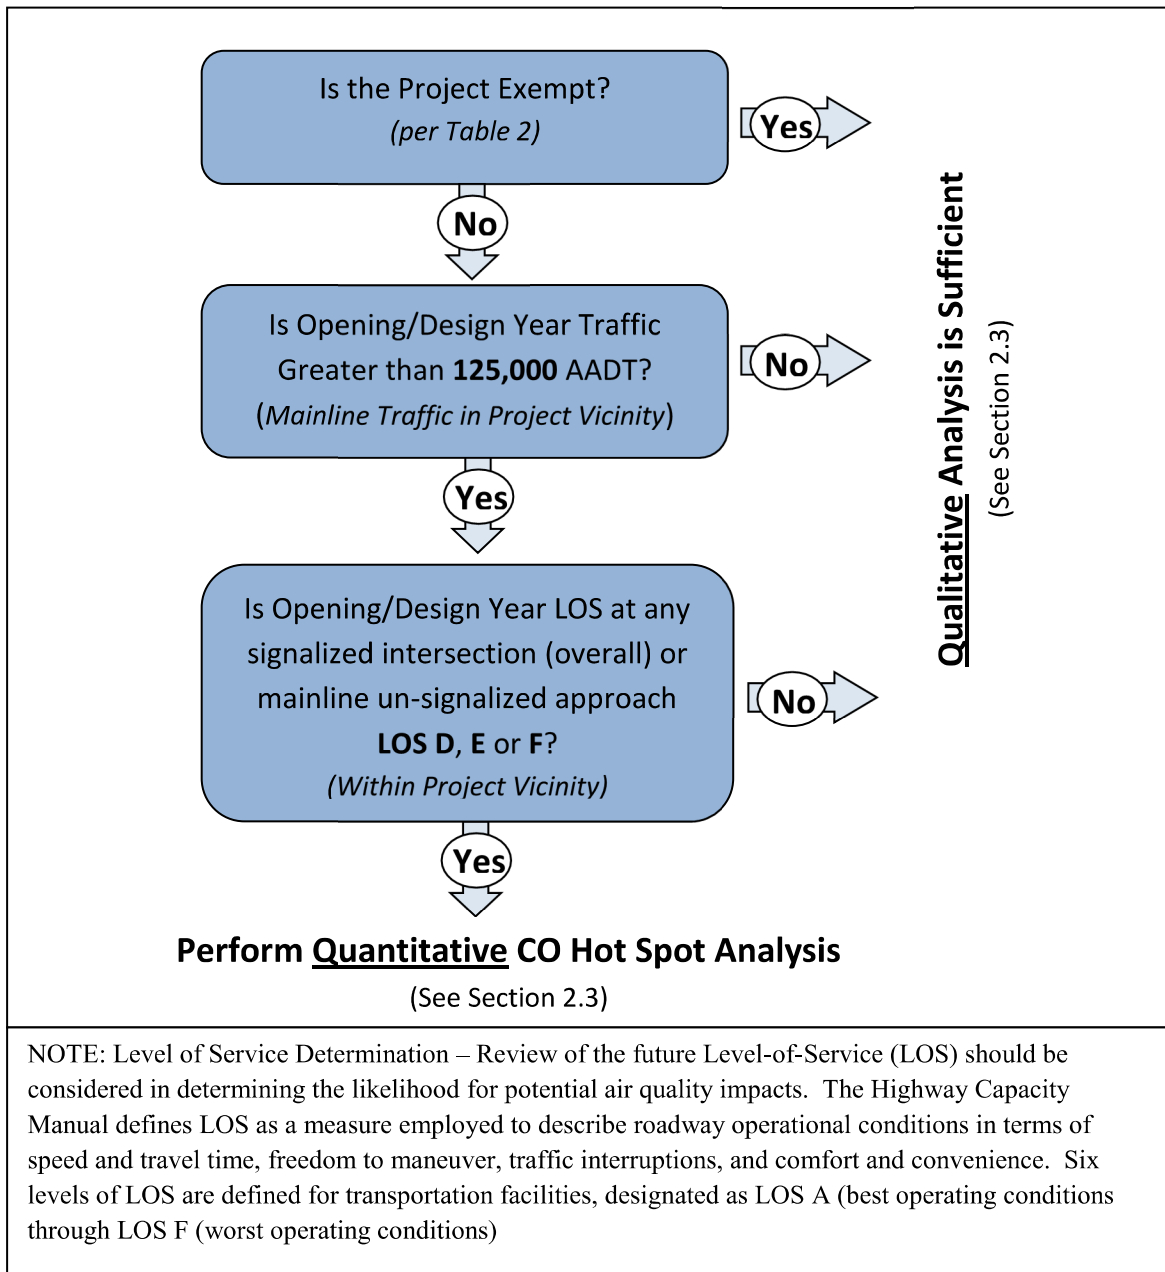 Is the Project Exempt?
(per Table 2)
Yes
No
Is Opening/Design Year Traffic
Greater than 125,000 AADT?
(Mainline Traffic in Project Vicinity)
No
Yes
Is Opening/Design Year LOS at any
signalized intersection (overall) or
mainline un-signalized approach
LOS D, E or F?
(Within Project Vicinity)
No
Yes
Qualitative Analysis is Sufficient
(See Section 2.3)
Perform Quantitative CO Hot Spot Analysis
(See Section 2.3)
NOTE: Level of Service Determination – Review of the future Level-of-Service (LOS) should be
considered in determining the likelihood for potential air quality impacts.  The Highway Capacity
Manual defines LOS as a measure employed to describe roadway operational conditions in terms of
speed and travel time, freedom to maneuver, traffic interruptions, and comfort and convenience.  Six
levels of LOS are defined for transportation facilities, designated as LOS A (best operating conditions
through LOS F (worst operating conditions)